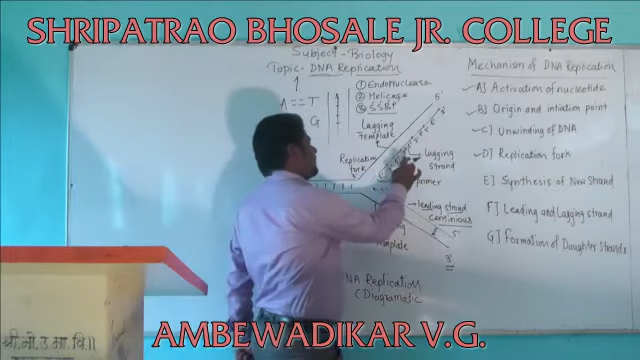 SHRIPATRAO BHOSALE JR. COLLEGE
Subject - Biology
Topic - DNA Replication
A == T
G
① Endonuclease
② Helicase
③ SSBP
Lagging
Template
Replication
fork
5'
3'
Lagging
strand
primer
leading strand
5'
3'
DNA Replication
(Diagramatic
Mechanism of DNA Replication
A] Activation of nucleotide
B] Origin and intiation point
C] Unwinding of DNA
D] Replication fork
E] Synthesis of New Strand
F] Leading and Lagging strand
G] Formation of Daughter strands
AMBEWADIKAR V.G.